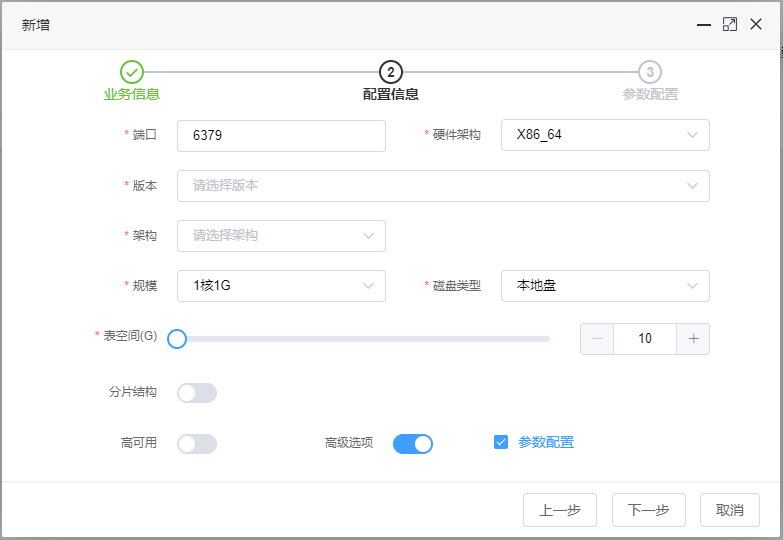 新增
2 3
业务信息 配置信息 参数配置
* 端口 6379 * 硬件架构 X86_64
* 版本 请选择版本
* 架构 请选择架构
* 规模 1核1G * 磁盘类型 本地盘
* 表空间(G) 10
分片结构
高可用 高级选项 参数配置
上一步 下一步 取消